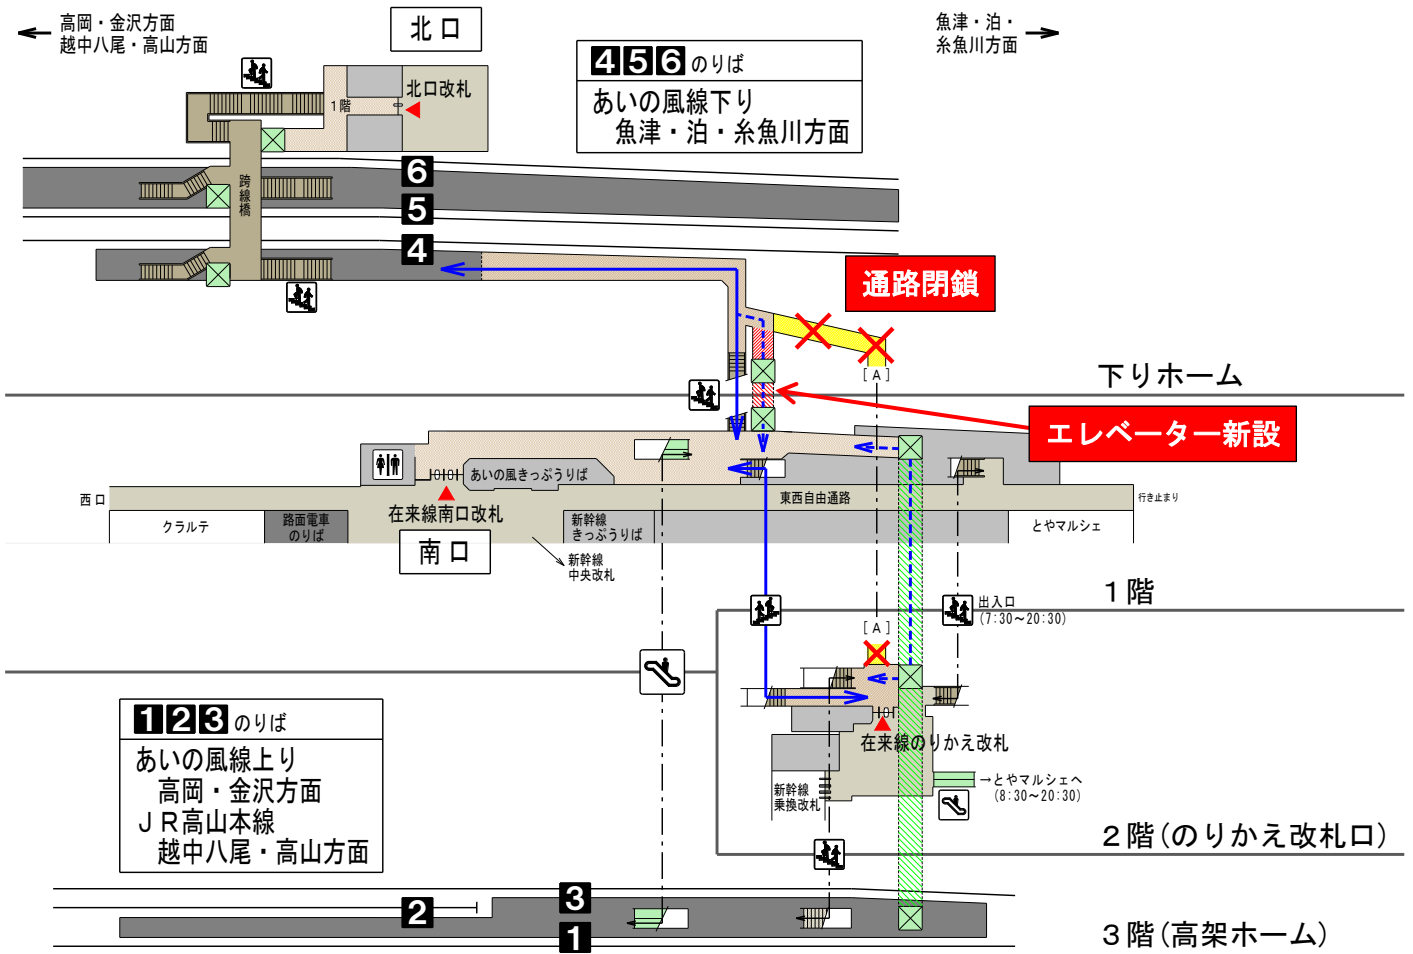 高岡・金沢方面
越中八尾・高山方面
北口
魚津・泊・
糸魚川方面
4 5 6 のりば
あいの風線下り
魚津・泊・糸魚川方面
1階
北口改札
跨線橋
6
5
4
通路閉鎖
[A]
下りホーム
エレベーター新設
あいの風きっぷうりば
西口
東西自由通路
行き止まり
クラルテ
路面電車
のりば
在来線南口改札
新幹線
きっぷうりば
とやマルシェ
南口
新幹線
中央改札
1階
出入口
(7:30～20:30)
[A]
1 2 3 のりば
あいの風線上り
高岡・金沢方面
JR高山本線
越中八尾・高山方面
在来線のりかえ改札
新幹線
乗換改札
→とやマルシェへ
(8:30～20:30)
2階(のりかえ改札口)
3
2
1
3階(高架ホーム)